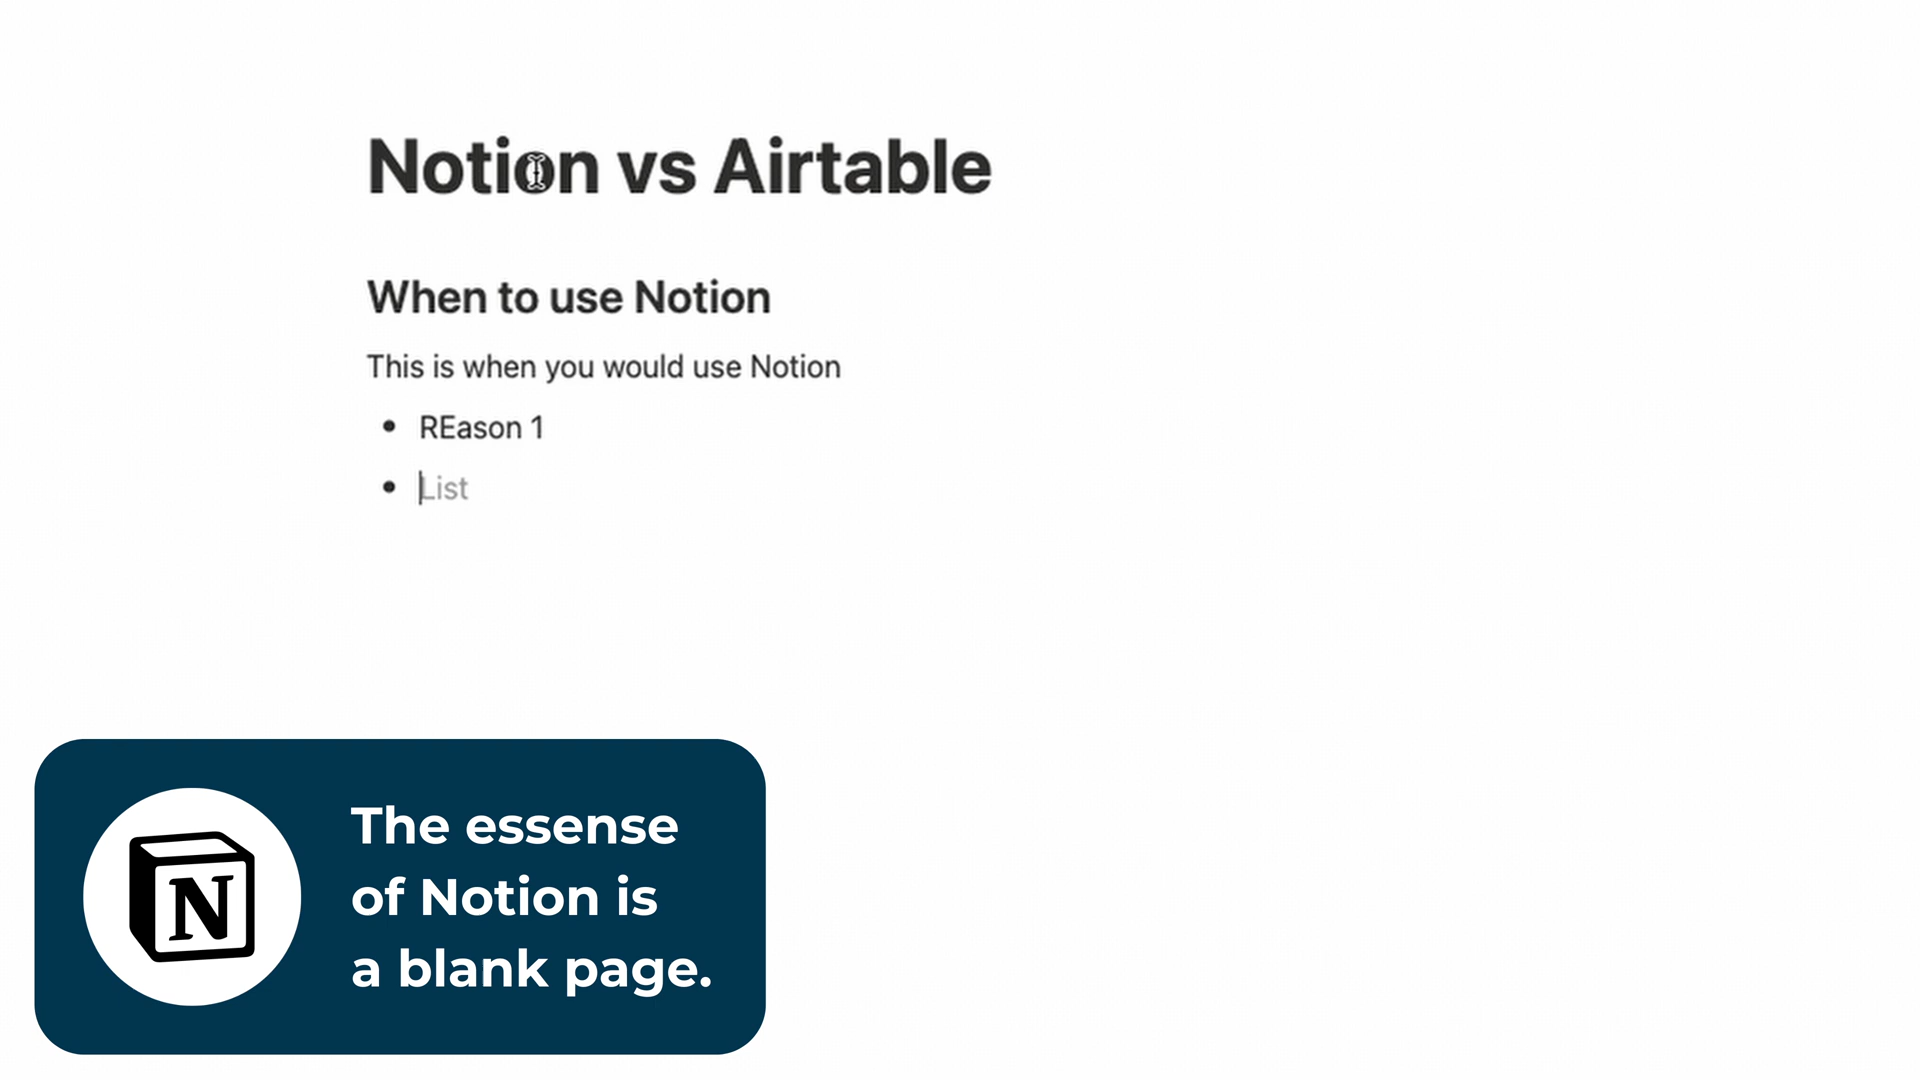 Notion vs Airtable
When to use Notion
This is when you would use Notion
• REason 1
• List
N
The essense
of Notion is
a blank page.